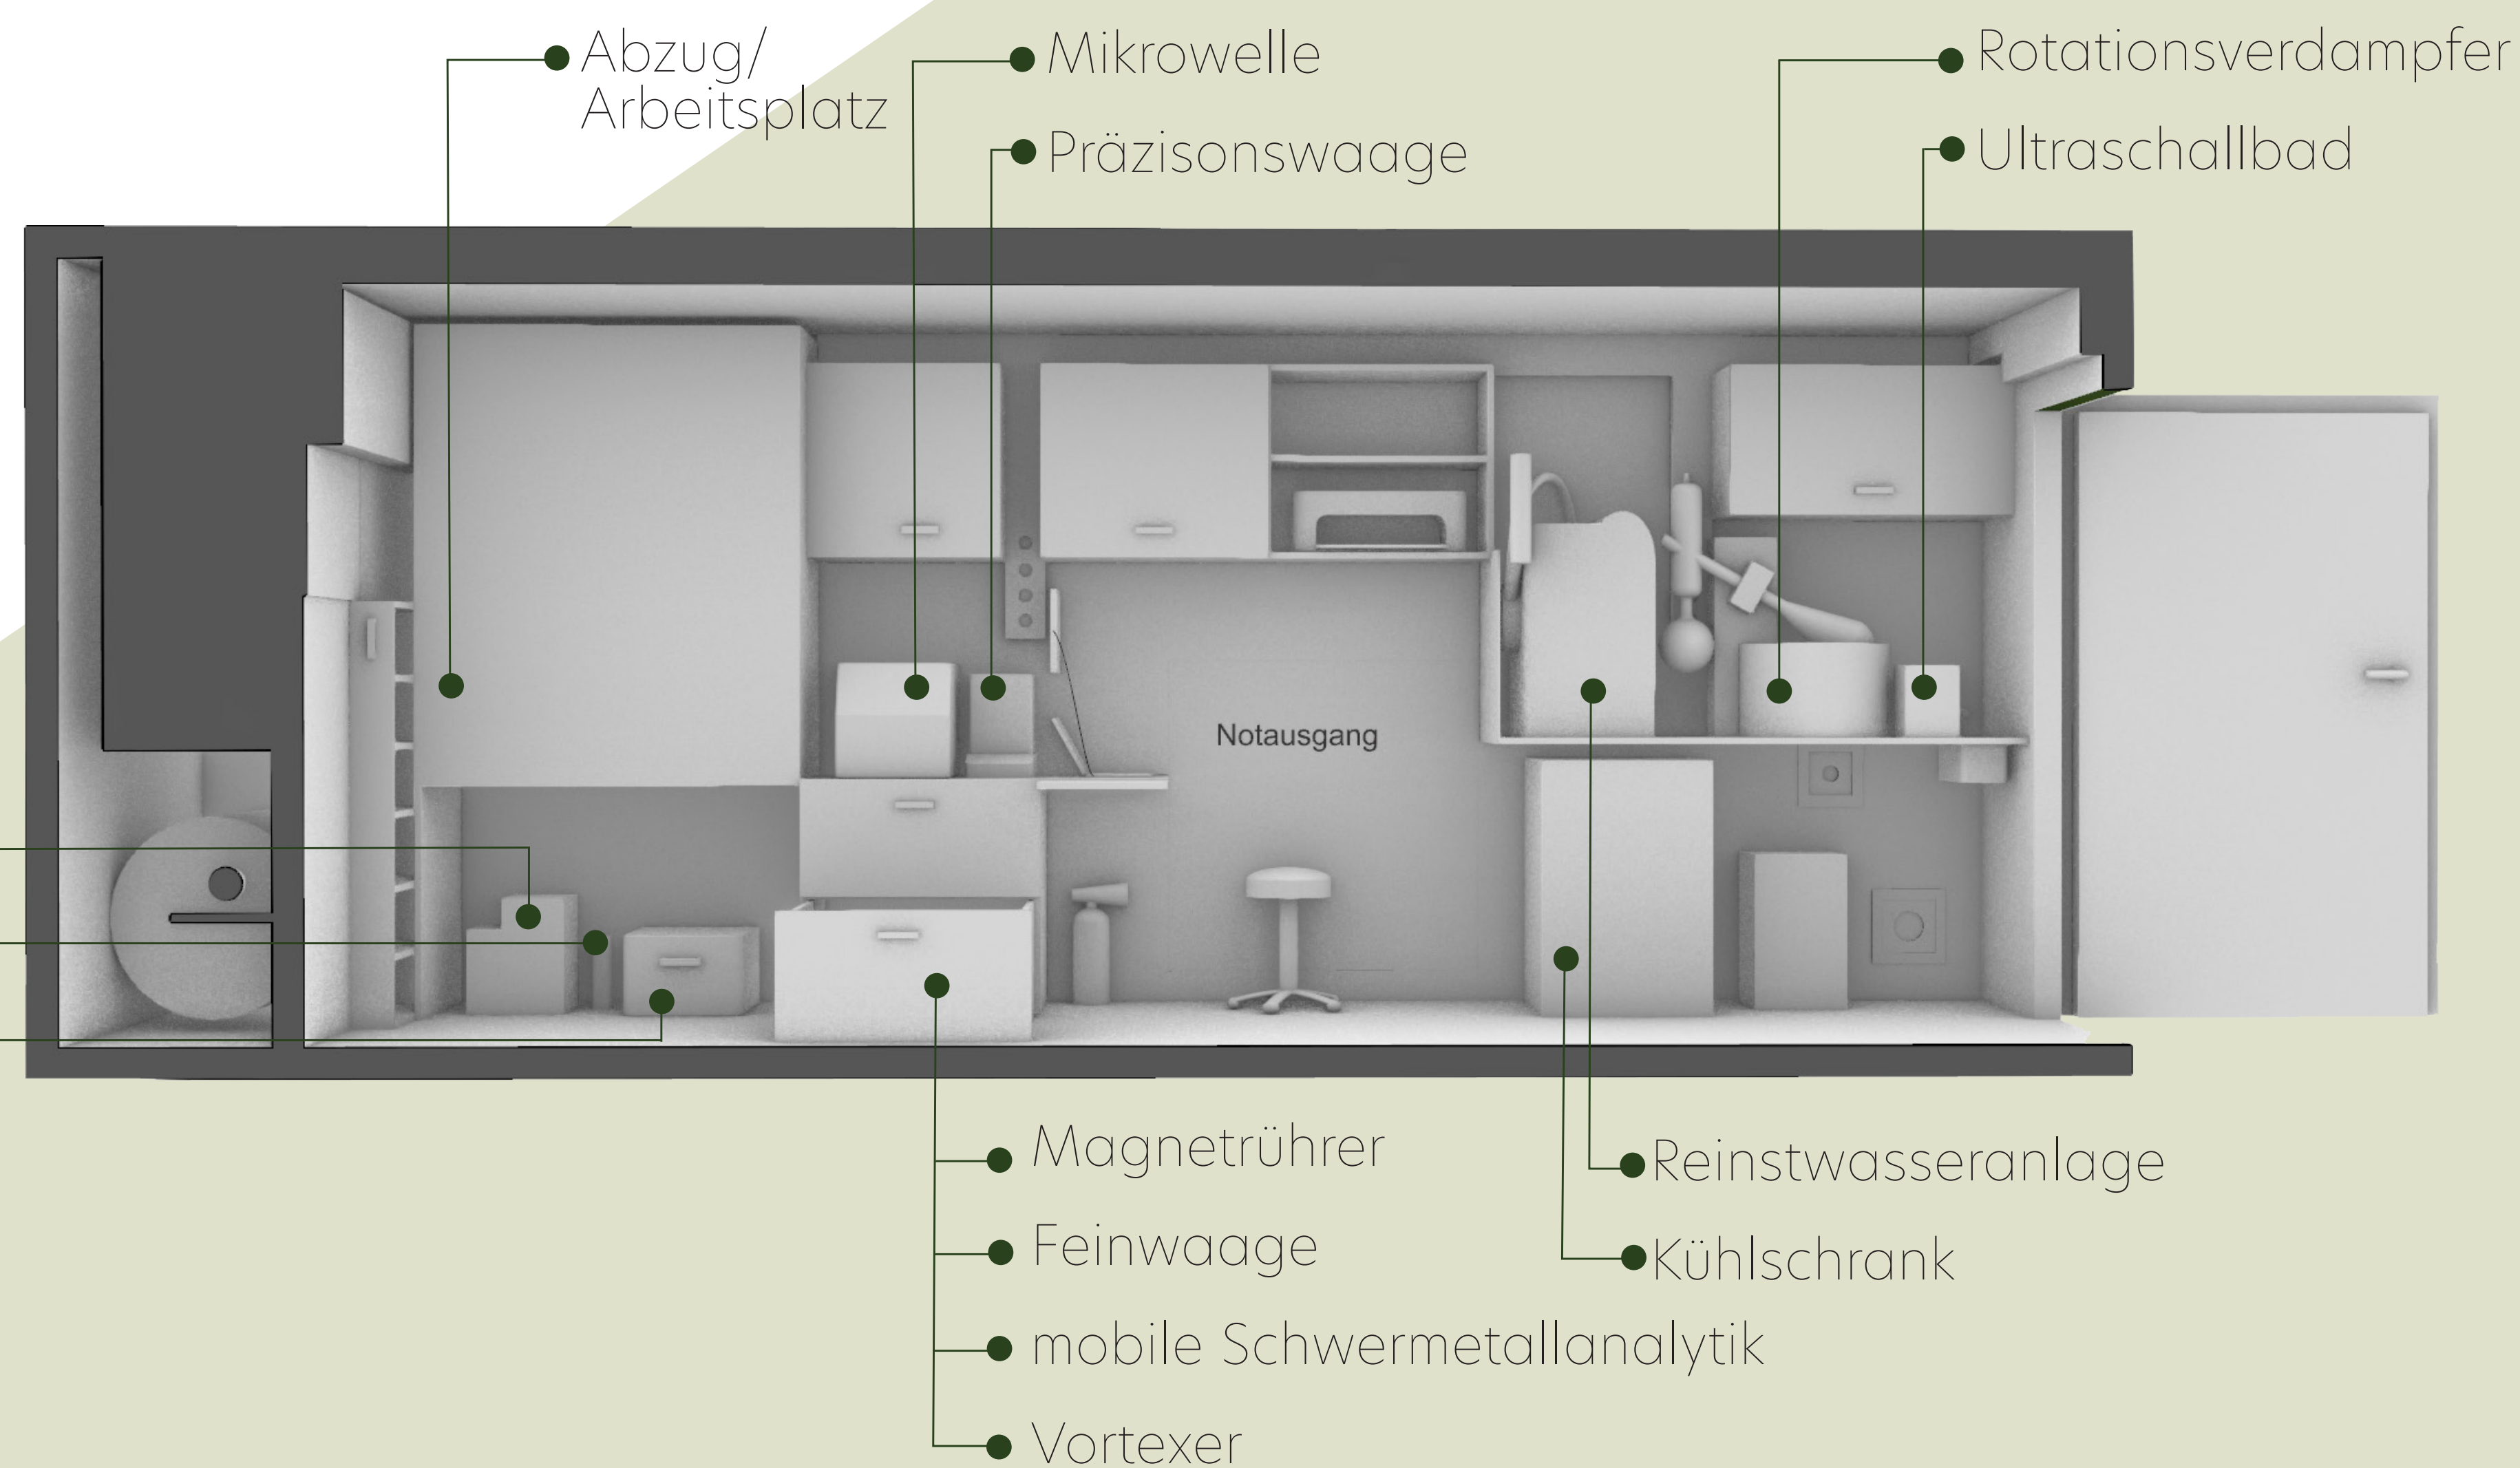 Abzug/
Arbeitsplatz
Mikrowelle
Präzisonswaage
Rotationsverdampfer
Ultraschallbad
Notausgang
Magnetrührer
Feinwaage
mobile Schwermetallanalytik
Vortexer
Reinstwasseranlage
Kühlschrank